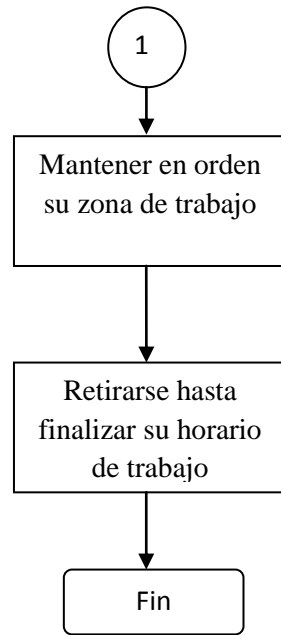 1
Mantener en orden
su zona de trabajo
Retirarse hasta
finalizar su horario
de trabajo
Fin